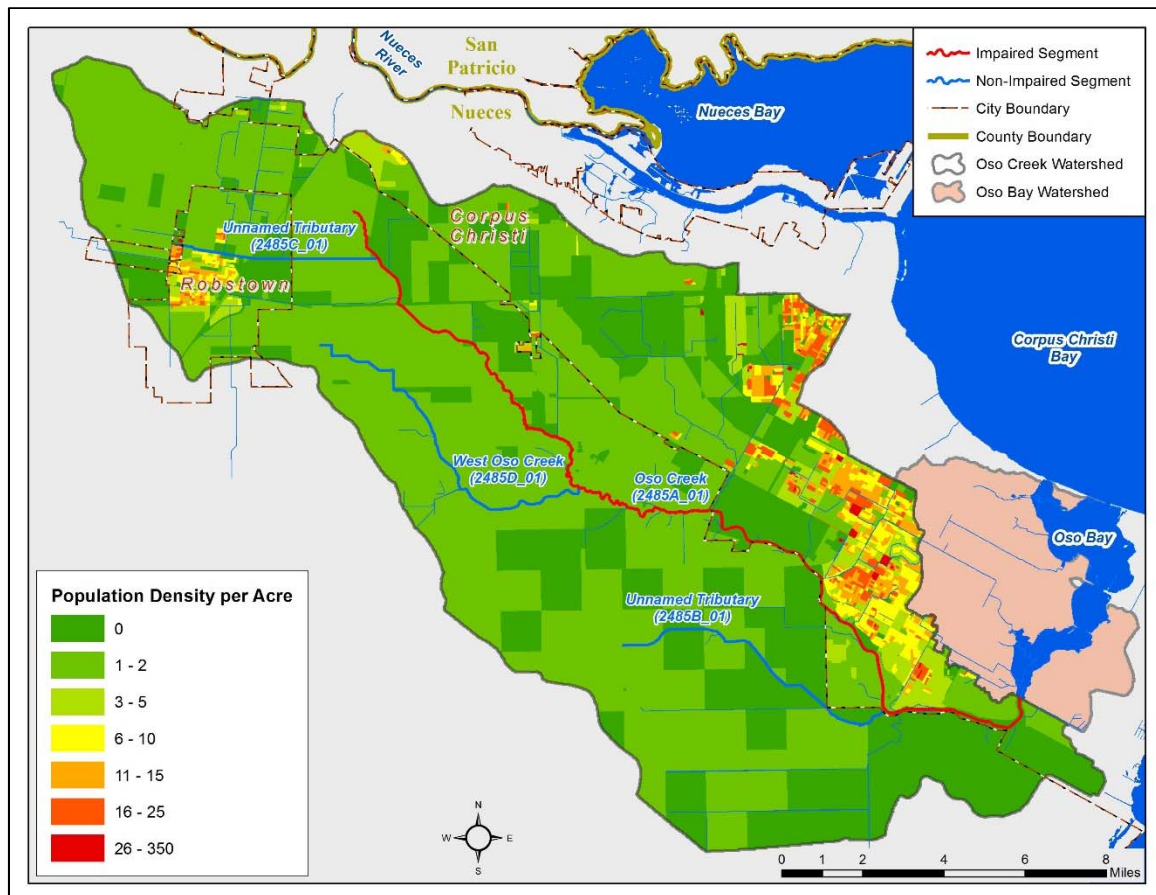 Nueces
River
San
Patricio
Nueces
Nueces Bay
Impaired Segment
Non-Impaired Segment
City Boundary
County Boundary
Oso Creek Watershed
Oso Bay Watershed
Unnamed Tributary
(2485C_01)
Corpus
Christi
Robstown
Corpus Christi
Bay
West Oso Creek
(2485D_01)
Oso Creek
(2485A_01)
Oso Bay
Unnamed Tributary
(2485B_01)
Population Density per Acre
0
1 - 2
3 - 5
6 - 10
11 - 15
16 - 25
26 - 350
N
W E
S
0 1 2 4 6 8
Miles